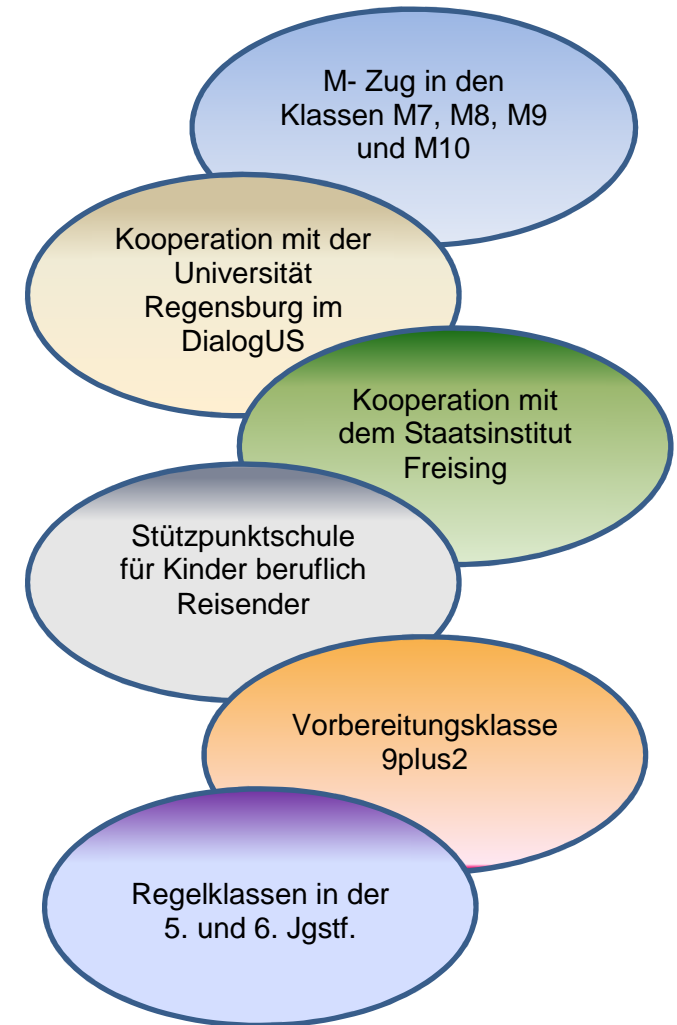 M- Zug in den
Klassen M7, M8, M9
und M10
Kooperation mit der
Universität
Regensburg im
DialogUS
Kooperation mit
dem Staatsinstitut
Freising
Stützpunktschule
für Kinder beruflich
Reisender
Vorbereitungsklasse
9plus2
Regelklassen in der
5. und 6. Jgstf.